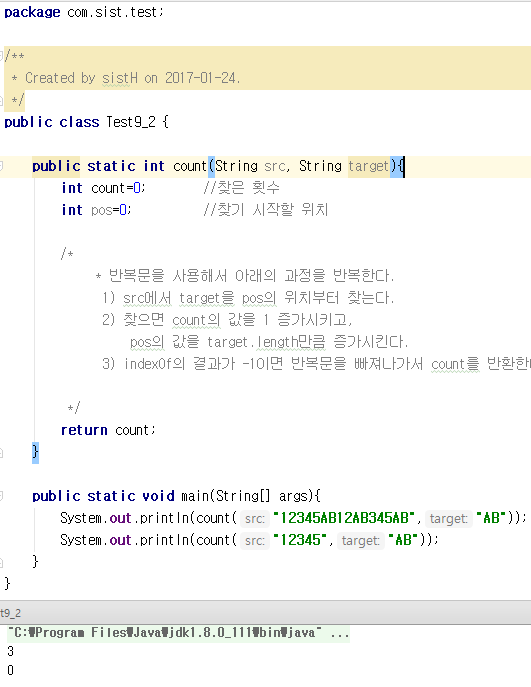 package com.sist.test;
/**
 * Created by sistH on 2017-01-24.
 */
public class Test9_2 {
public static int count(String src, String target){
int count=0; //찾은 횟수
int pos=0; //찾기 시작할 위치
/*
* 반복문을 사용해서 아래의 과정을 반복한다.
1) src에서 target을 pos의 위치부터 찾는다.
2) 찾으면 count의 값을 1 증가시키고,
pos의 값을 target.length만큼 증가시킨다.
3) indexOf의 결과가 -1이면 반복문을 빠져나가서 count를 반환한
*/
return count;
}
public static void main(String[] args){
System.out.println(count( src: "12345AB12AB345AB", target: "AB"));
System.out.println(count( src: "12345", target: "AB"));
}
}
t9_2
"C:\Program Files\Java\jdk1.8.0_111\bin\java" ...
3
0